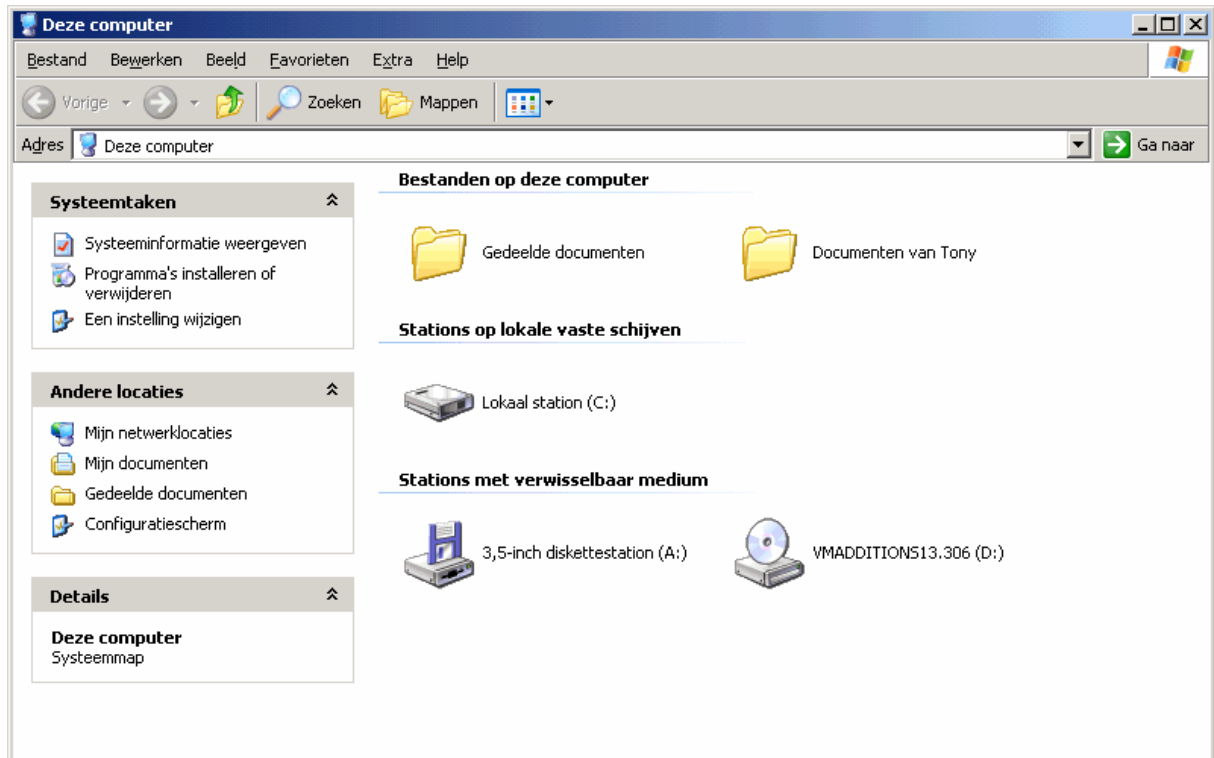 Deze computer
Bestand Bewerken Beeld Favorieten Extra Help
Vorige Zoeken Mappen
Adres Deze computer Ga naar
Systeemtaken
Systeeminformatie weergeven
Programma's installeren of
verwijderen
Een instelling wijzigen
Andere locaties
Mijn netwerklocaties
Mijn documenten
Gedeelde documenten
Configuratiescherm
Details
Deze computer
Systeemmap
Bestanden op deze computer
Gedeelde documenten
Documenten van Tony
Stations op lokale vaste schijven
Lokaal station (C:)
Stations met verwisselbaar medium
3,5-inch diskettestation (A:)
VMADDITIONS13.306 (D:)